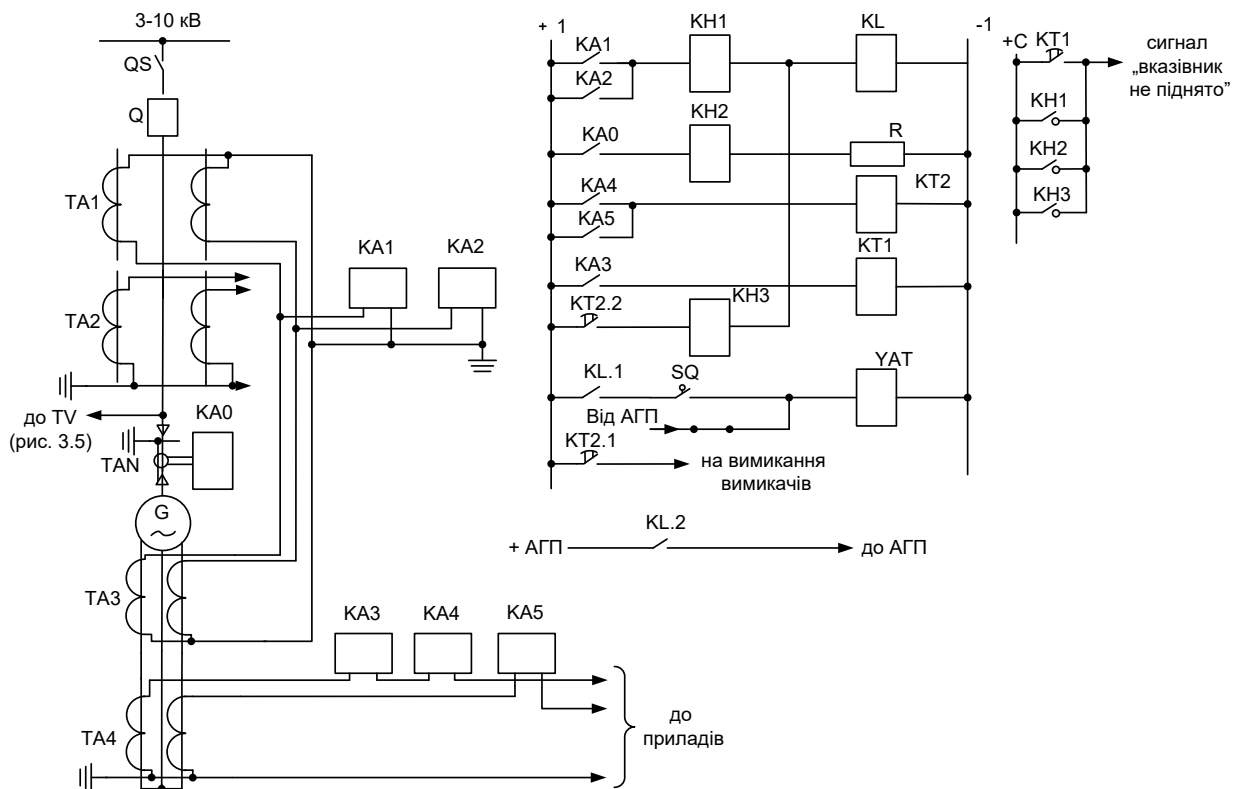 3-10 кВ
QS
Q
TA1
TA2
до TV
(рис. 3.5)
KA0
TAN
G
TA3
TA4
KA1
KA2
KA3
KA4
KA5
до
приладів
+ 1
-1
KA1
KH1
KL
KA2
KA0
KH2
R
KA4
KT2
KA5
KA3
KT1
KT2.2
KH3
KL.1
SQ
YAT
Від АГП
KT2.1
на вимикання
вимикачів
+ АГП
KL.2
до АГП
+C
KT1
сигнал
„вказівник
не піднято”
KH1
KH2
KH3